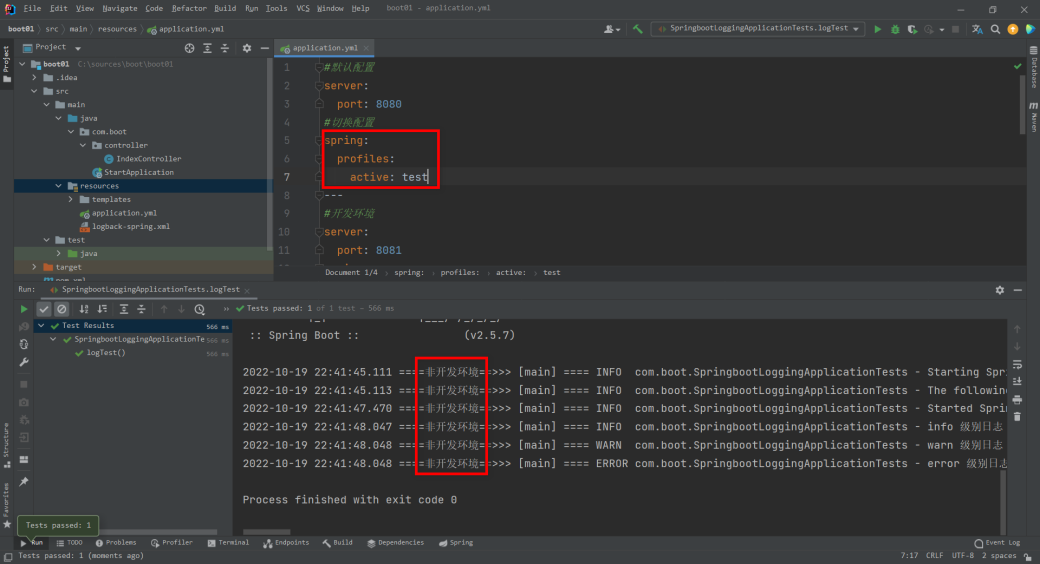 File Edit View Navigate Code Refactor Build Run Tools VCS Window Help boot01 - application.yml
boot01 › src › main › resources › application.yml
SpringbootLoggingApplicationTests.logTest
Project
application.yml
Project
boot01 C:\sources\boot\boot01
.idea
src
main
java
com.boot
controller
IndexController
StartApplication
resources
templates
application.yml
logback-spring.xml
test
java
target
1 #默认配置
2 server:
3 port: 8080
4 #切换配置
5 spring:
6 profiles:
7 active: test
8 ---
9 #开发环境
10 server:
11 port: 8081
Document 1/4 › spring: › profiles: › active: › test
Database
Maven
Run: SpringbootLoggingApplicationTests.logTest
» Tests passed: 1 of 1 test – 566 ms
Test Results 566 ms
SpringbootLoggingApplicationTe 566 ms
logTest() 566 ms
:: Spring Boot :: (v2.5.7)
2022-10-19 22:41:45.111 ====非开发环境==>>> [main] ==== INFO com.boot.SpringbootLoggingApplicationTests - Starting Spr
2022-10-19 22:41:45.113 ====非开发环境==>>> [main] ==== INFO com.boot.SpringbootLoggingApplicationTests - The followin
2022-10-19 22:41:47.470 ====非开发环境==>>> [main] ==== INFO com.boot.SpringbootLoggingApplicationTests - Started Spri
2022-10-19 22:41:48.047 ====非开发环境==>>> [main] ==== INFO com.boot.SpringbootLoggingApplicationTests - info 级别日志
2022-10-19 22:41:48.048 ====非开发环境==>>> [main] ==== WARN com.boot.SpringbootLoggingApplicationTests - warn 级别日志
2022-10-19 22:41:48.048 ====非开发环境==>>> [main] ==== ERROR com.boot.SpringbootLoggingApplicationTests - error 级别日志
Process finished with exit code 0
Structure
Favorites
Tests passed: 1
Run TODO Problems Profiler Terminal Endpoints Build Dependencies Spring Event Log
Tests passed: 1 (moments ago) 7:17 CRLF UTF-8 2 spaces